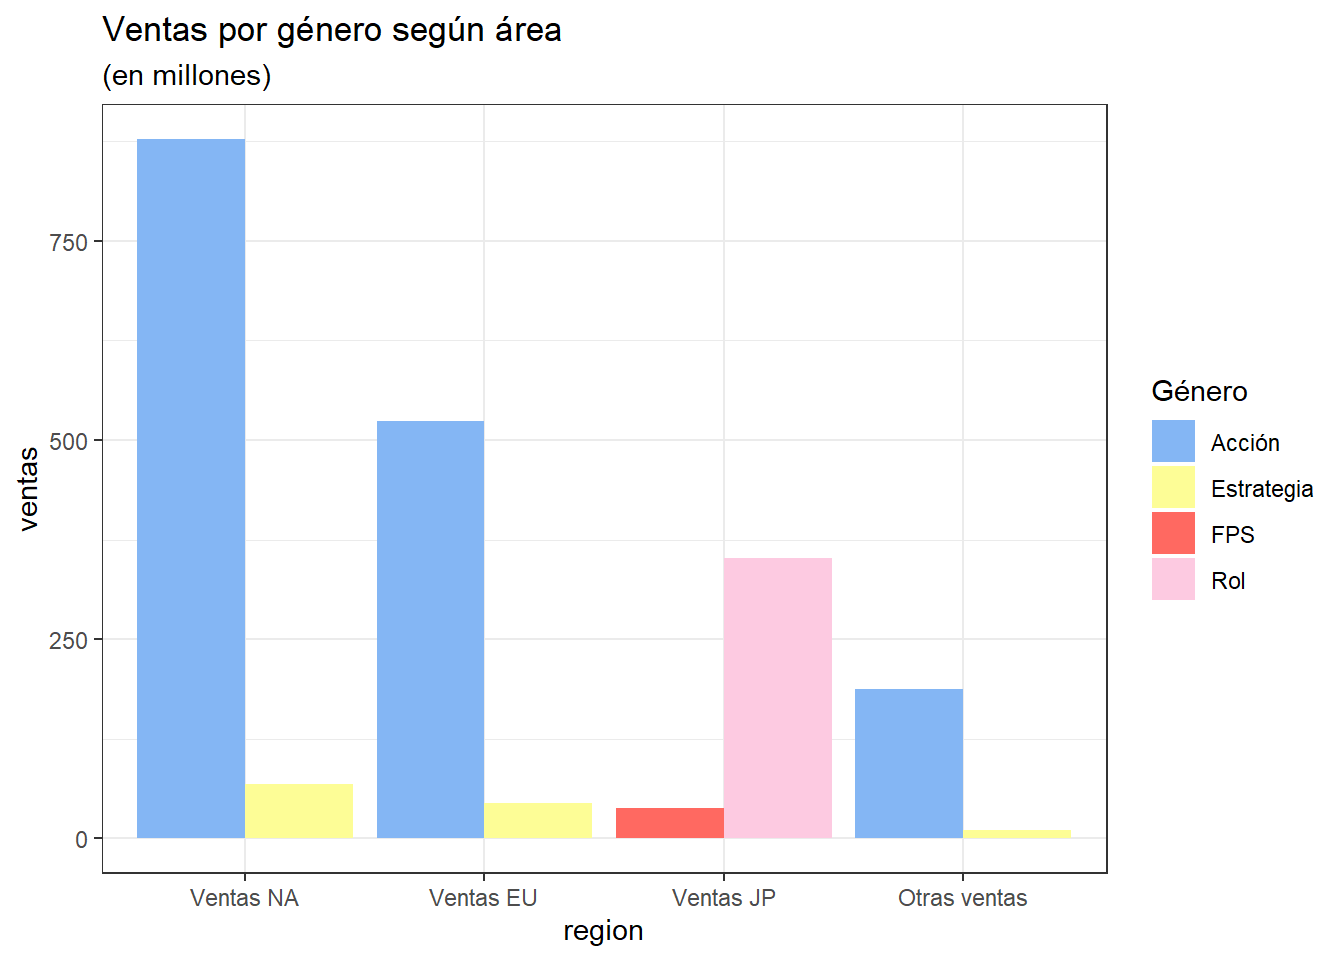 Ventas por género según área
(en millones)
750
500
250
0
ventas
Ventas NA
Ventas EU
Ventas JP
Otras ventas
region
Género
Acción
Estrategia
FPS
Rol